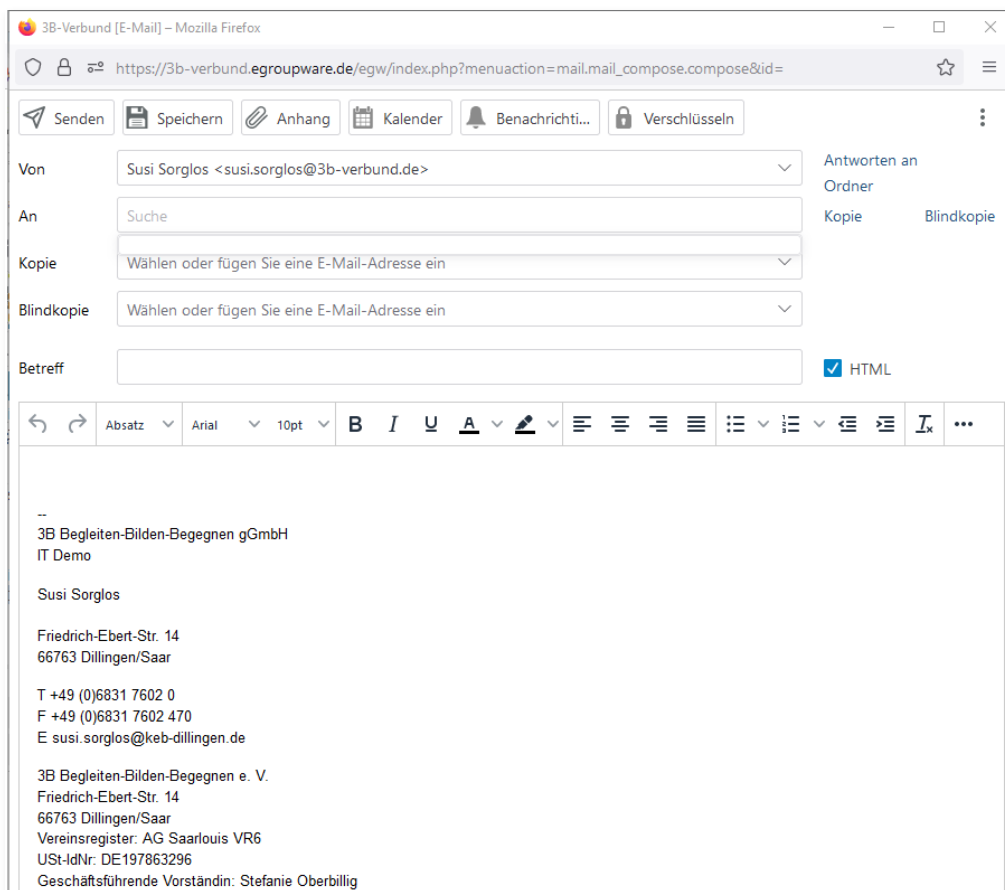 3B-Verbund [E-Mail] – Mozilla Firefox
https://3b-verbund.egroupware.de/egw/index.php?menuaction=mail.mail_compose.compose&id=
Senden Speichern Anhang Kalender Benachrichti... Verschlüsseln
Von Susi Sorglos <susi.sorglos@3b-verbund.de> Antworten an
Ordner
An Suche Kopie Blindkopie
Kopie Wählen oder fügen Sie eine E-Mail-Adresse ein
Blindkopie Wählen oder fügen Sie eine E-Mail-Adresse ein
Betreff HTML
Absatz Arial 10pt B I U A
--
3B Begleiten-Bilden-Begegnen gGmbH
IT Demo
Susi Sorglos
Friedrich-Ebert-Str. 14
66763 Dillingen/Saar
T +49 (0)6831 7602 0
F +49 (0)6831 7602 470
E susi.sorglos@keb-dillingen.de
3B Begleiten-Bilden-Begegnen e. V.
Friedrich-Ebert-Str. 14
66763 Dillingen/Saar
Vereinsregister: AG Saarlouis VR6
USt-IdNr: DE197863296
Geschäftsführende Vorständin: Stefanie Oberbillig